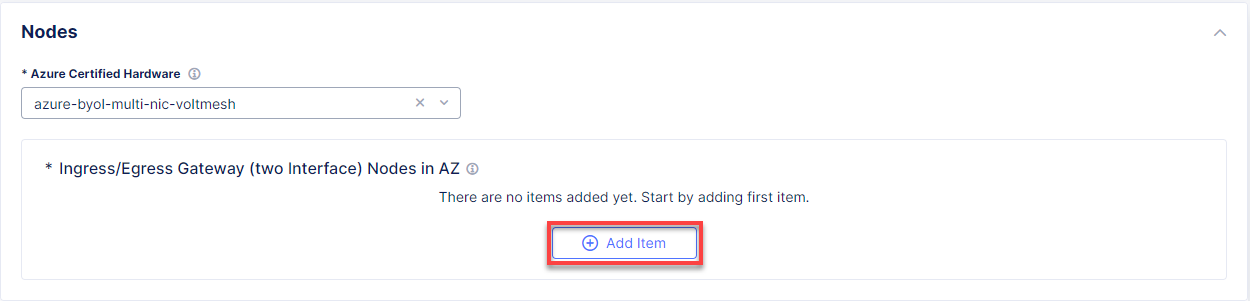 Nodes
* Azure Certified Hardware
azure-byol-multi-nic-voltmesh
* Ingress/Egress Gateway (two Interface) Nodes in AZ
There are no items added yet. Start by adding first item.
Add Item